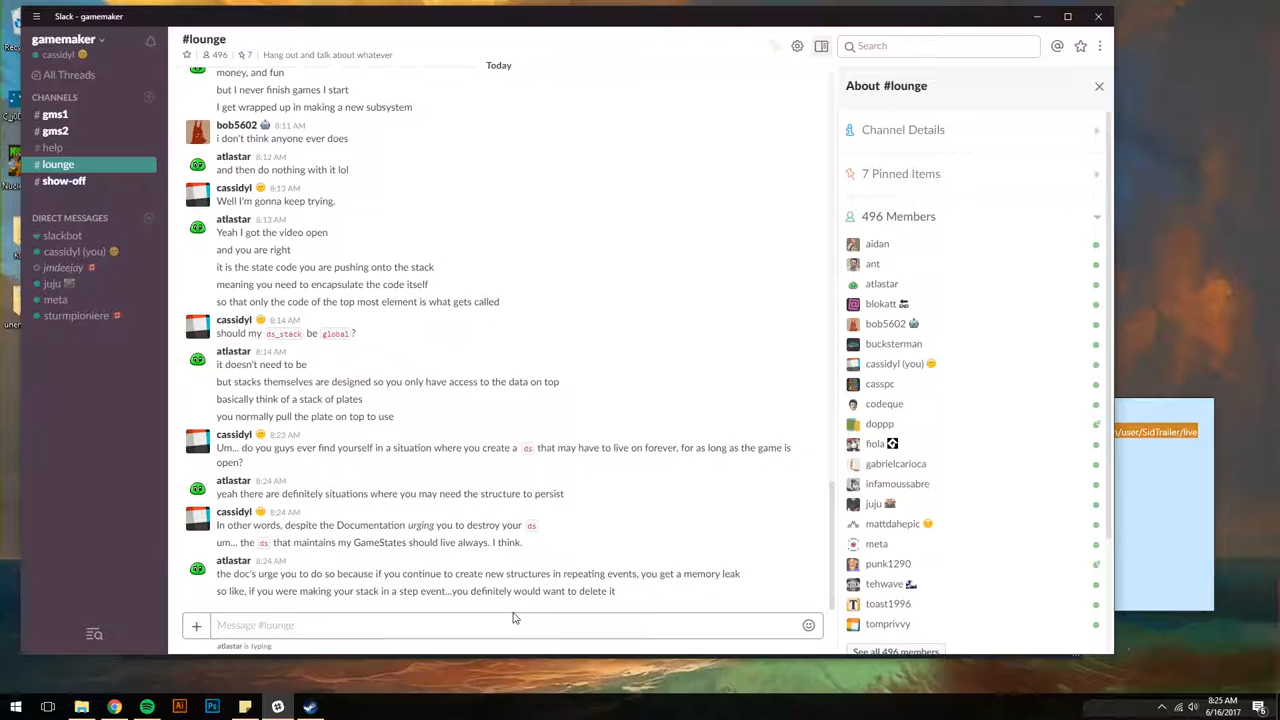 Slack - gamemaker
gamemaker
cassidyl
All Threads
CHANNELS
# gms1
# gms2
# help
# lounge
# show-off
DIRECT MESSAGES
slackbot
cassidyl (you)
jmdeejay
juju
meta
sturmpioniere
#lounge
496
7
Hang out and talk about whatever
Search
Today
money, and fun
but I never finish games I start
I get wrapped up in making a new subsystem
bob5602 8:11 AM
i don't think anyone ever does
atlastar 8:12 AM
and then do nothing with it lol
cassidyl 8:13 AM
Well I'm gonna keep trying.
atlastar 8:13 AM
Yeah I got the video open
and you are right
it is the state code you are pushing onto the stack
meaning you need to encapsulate the code itself
so that only the code of the top most element is what gets called
cassidyl 8:14 AM
should my ds_stack be global?
atlastar 8:14 AM
it doesn't need to be
but stacks themselves are designed so you only have access to the data on top
basically think of a stack of plates
you normally pull the plate on top to use
cassidyl 8:23 AM
Um... do you guys ever find yourself in a situation where you create a ds that may have to live on forever, for as long as the game is
open?
atlastar 8:24 AM
yeah there are definitely situations where you may need the structure to persist
cassidyl 8:24 AM
In other words, despite the Documentation urging you to destroy your ds
um... the ds that maintains my GameStates should live always. I think.
atlastar 8:24 AM
the doc's urge you to do so because if you continue to create new structures in repeating events, you get a memory leak
so like, if you were making your stack in a step event...you definitely would want to delete it
Message #lounge
atlastar is typing
About #lounge
Channel Details
7 Pinned Items
496 Members
aidan
ant
atlastar
blokatt
bob5602
bucksterman
cassidyl (you)
casspc
codeque
doppp
fiola
gabrielcarioca
infamoussabre
juju
mattdahepic
meta
punk1290
tehwave
toast1996
tomprivvy
See all 496 members
/user/SidTrailer/live
Ai
Ps
8:25 AM
6/16/2017